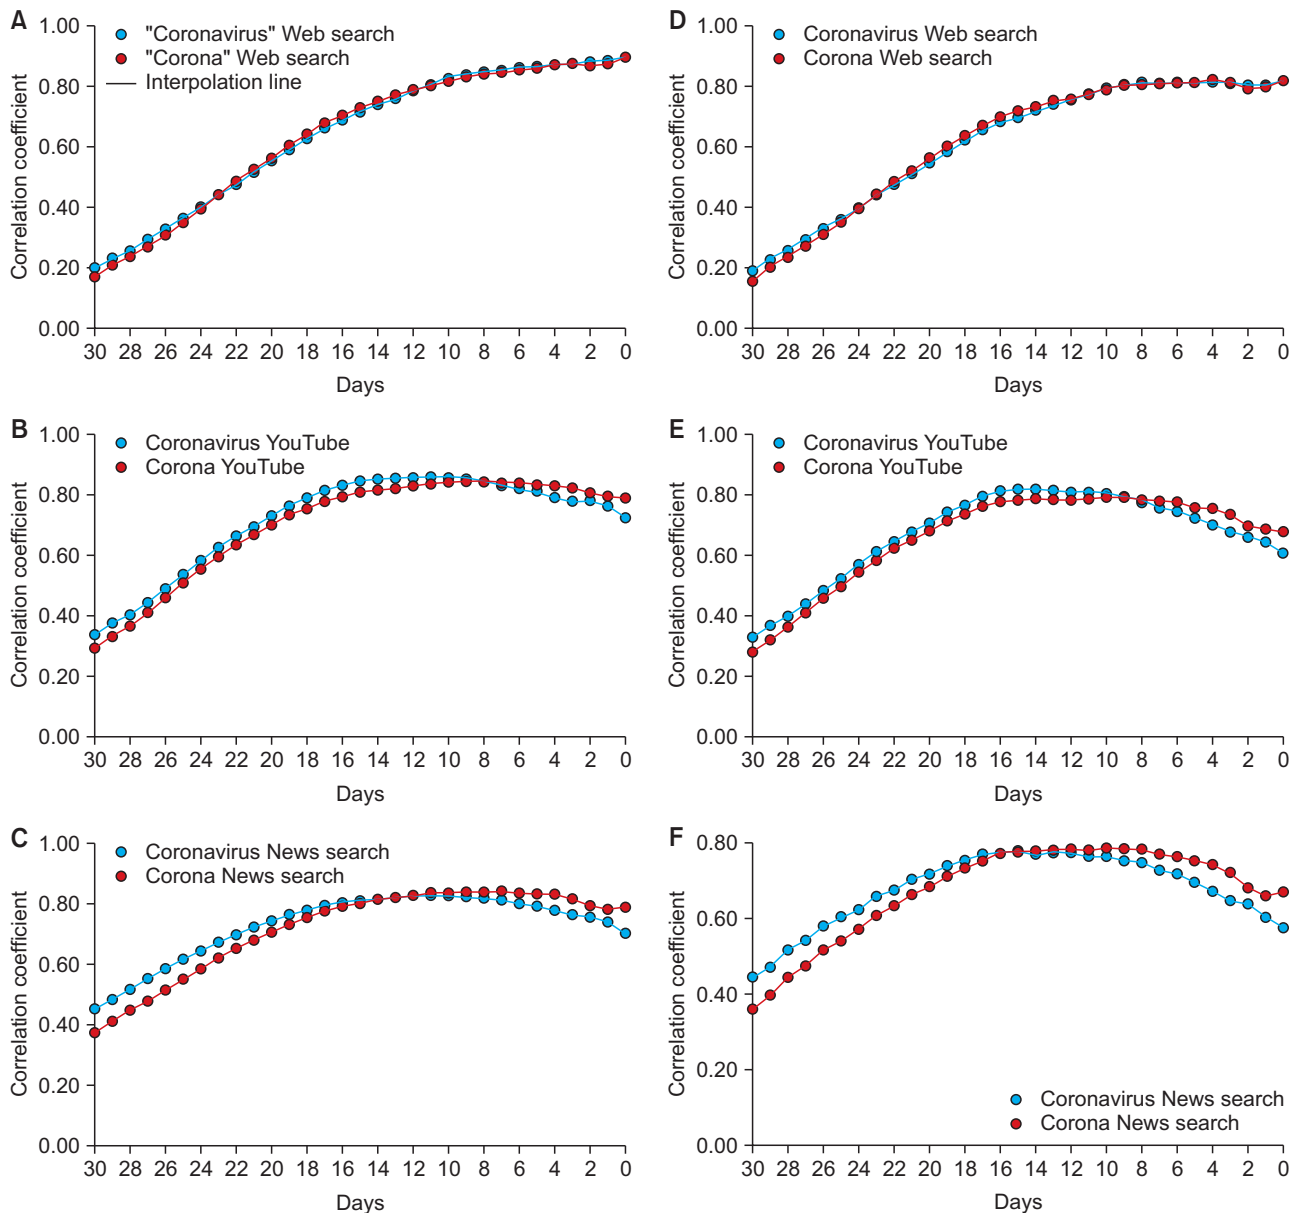 A
"Coronavirus" Web search
"Corona" Web search
Interpolation line
Correlation coefficient
1.00
0.80
0.60
0.40
0.20
0.00
30 28 26 24 22 20 18 16 14 12 10 8 6 4 2 0
Days
D
Coronavirus Web search
Corona Web search
Correlation coefficient
1.00
0.80
0.60
0.40
0.20
0.00
30 28 26 24 22 20 18 16 14 12 10 8 6 4 2 0
Days
B
Coronavirus YouTube
Corona YouTube
Correlation coefficient
1.00
0.80
0.60
0.40
0.20
0.00
30 28 26 24 22 20 18 16 14 12 10 8 6 4 2 0
Days
E
Coronavirus YouTube
Corona YouTube
Correlation coefficient
1.00
0.80
0.60
0.40
0.20
0.00
30 28 26 24 22 20 18 16 14 12 10 8 6 4 2 0
Days
C
Coronavirus News search
Corona News search
Correlation coefficient
1.00
0.80
0.60
0.40
0.20
0.00
30 28 26 24 22 20 18 16 14 12 10 8 6 4 2 0
Days
F
Correlation coefficient
0.80
0.60
0.40
0.20
0.00
Coronavirus News search
Corona News search
30 28 26 24 22 20 18 16 14 12 10 8 6 4 2 0
Days